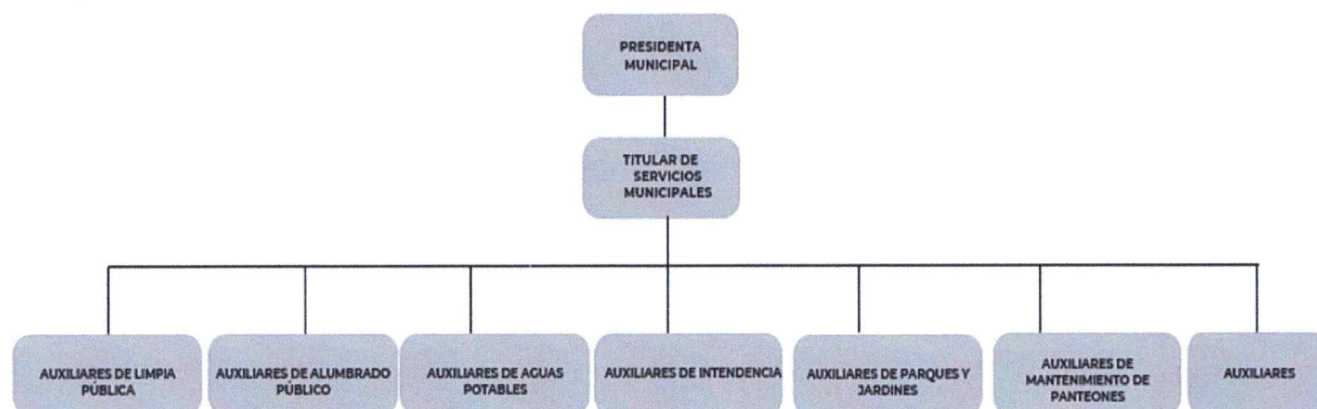 PRESIDENTA
MUNICIPAL
TITULAR DE
SERVICIOS
MUNICIPALES
AUXILIARES DE LIMPIA
PÚBLICA
AUXILIARES DE ALUMBRADO
PÚBLICO
AUXILIARES DE AGUAS
POTABLES
AUXILIARES DE INTENDENCIA
AUXILIARES DE PARQUES Y
JARDINES
AUXILIARES DE
MANTENIMIENTO DE
PANTEONES
AUXILIARES